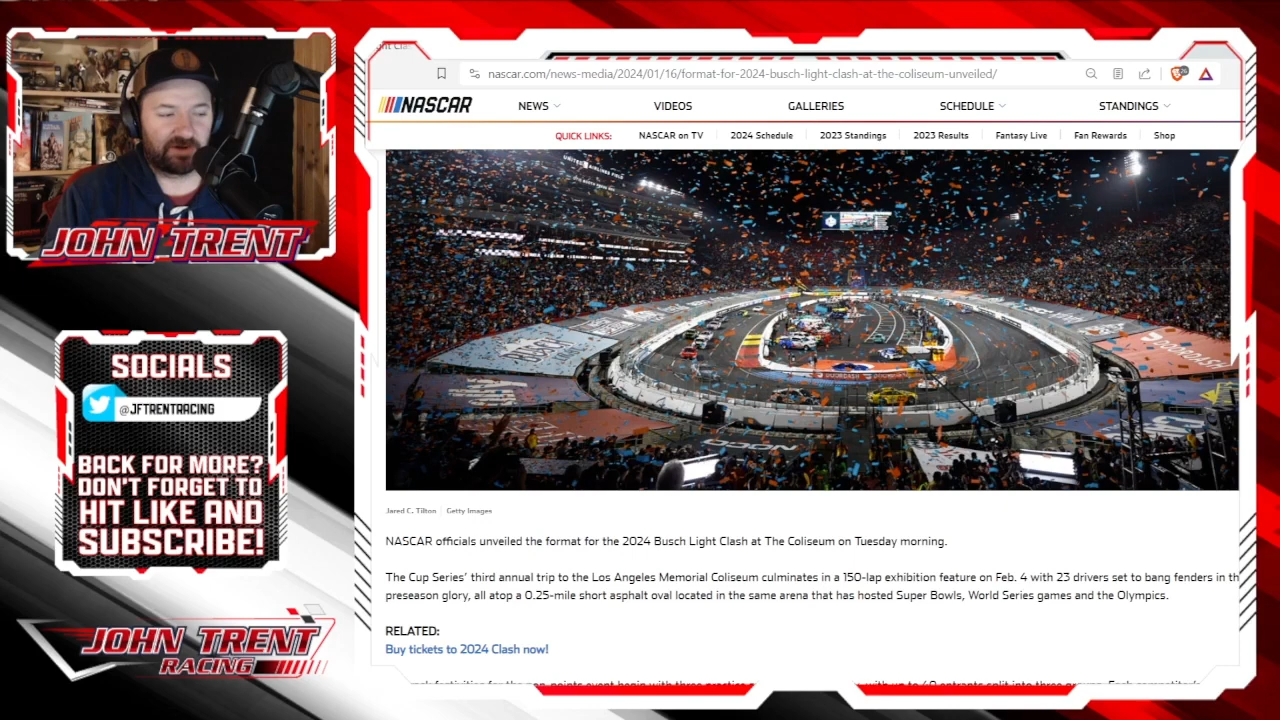 JOHN TRENT
SOCIALS
@JFTRENTRACING
BACK FOR MORE?
DON'T FORGET TO
HIT LIKE AND
SUBSCRIBE!
JOHN TRENT
RACING
nascar.com/news-media/2024/01/16/format-for-2024-busch-light-clash-at-the-coliseum-unveiled/
NASCAR NEWS VIDEOS GALLERIES SCHEDULE STANDINGS
QUICK LINKS: NASCAR on TV 2024 Schedule 2023 Standings 2023 Results Fantasy Live Fan Rewards Shop
UNITED AIRLINES FIELD
BUSCH
DOORDASH
DOORDASH
Jared C. Tilton | Getty Images
NASCAR officials unveiled the format for the 2024 Busch Light Clash at The Coliseum on Tuesday morning.
The Cup Series' third annual trip to the Los Angeles Memorial Coliseum culminates in a 150-lap exhibition feature on Feb. 4 with 23 drivers set to bang fenders in th
preseason glory, all atop a 0.25-mile short asphalt oval located in the same arena that has hosted Super Bowls, World Series games and the Olympics.
RELATED:
Buy tickets to 2024 Clash now!